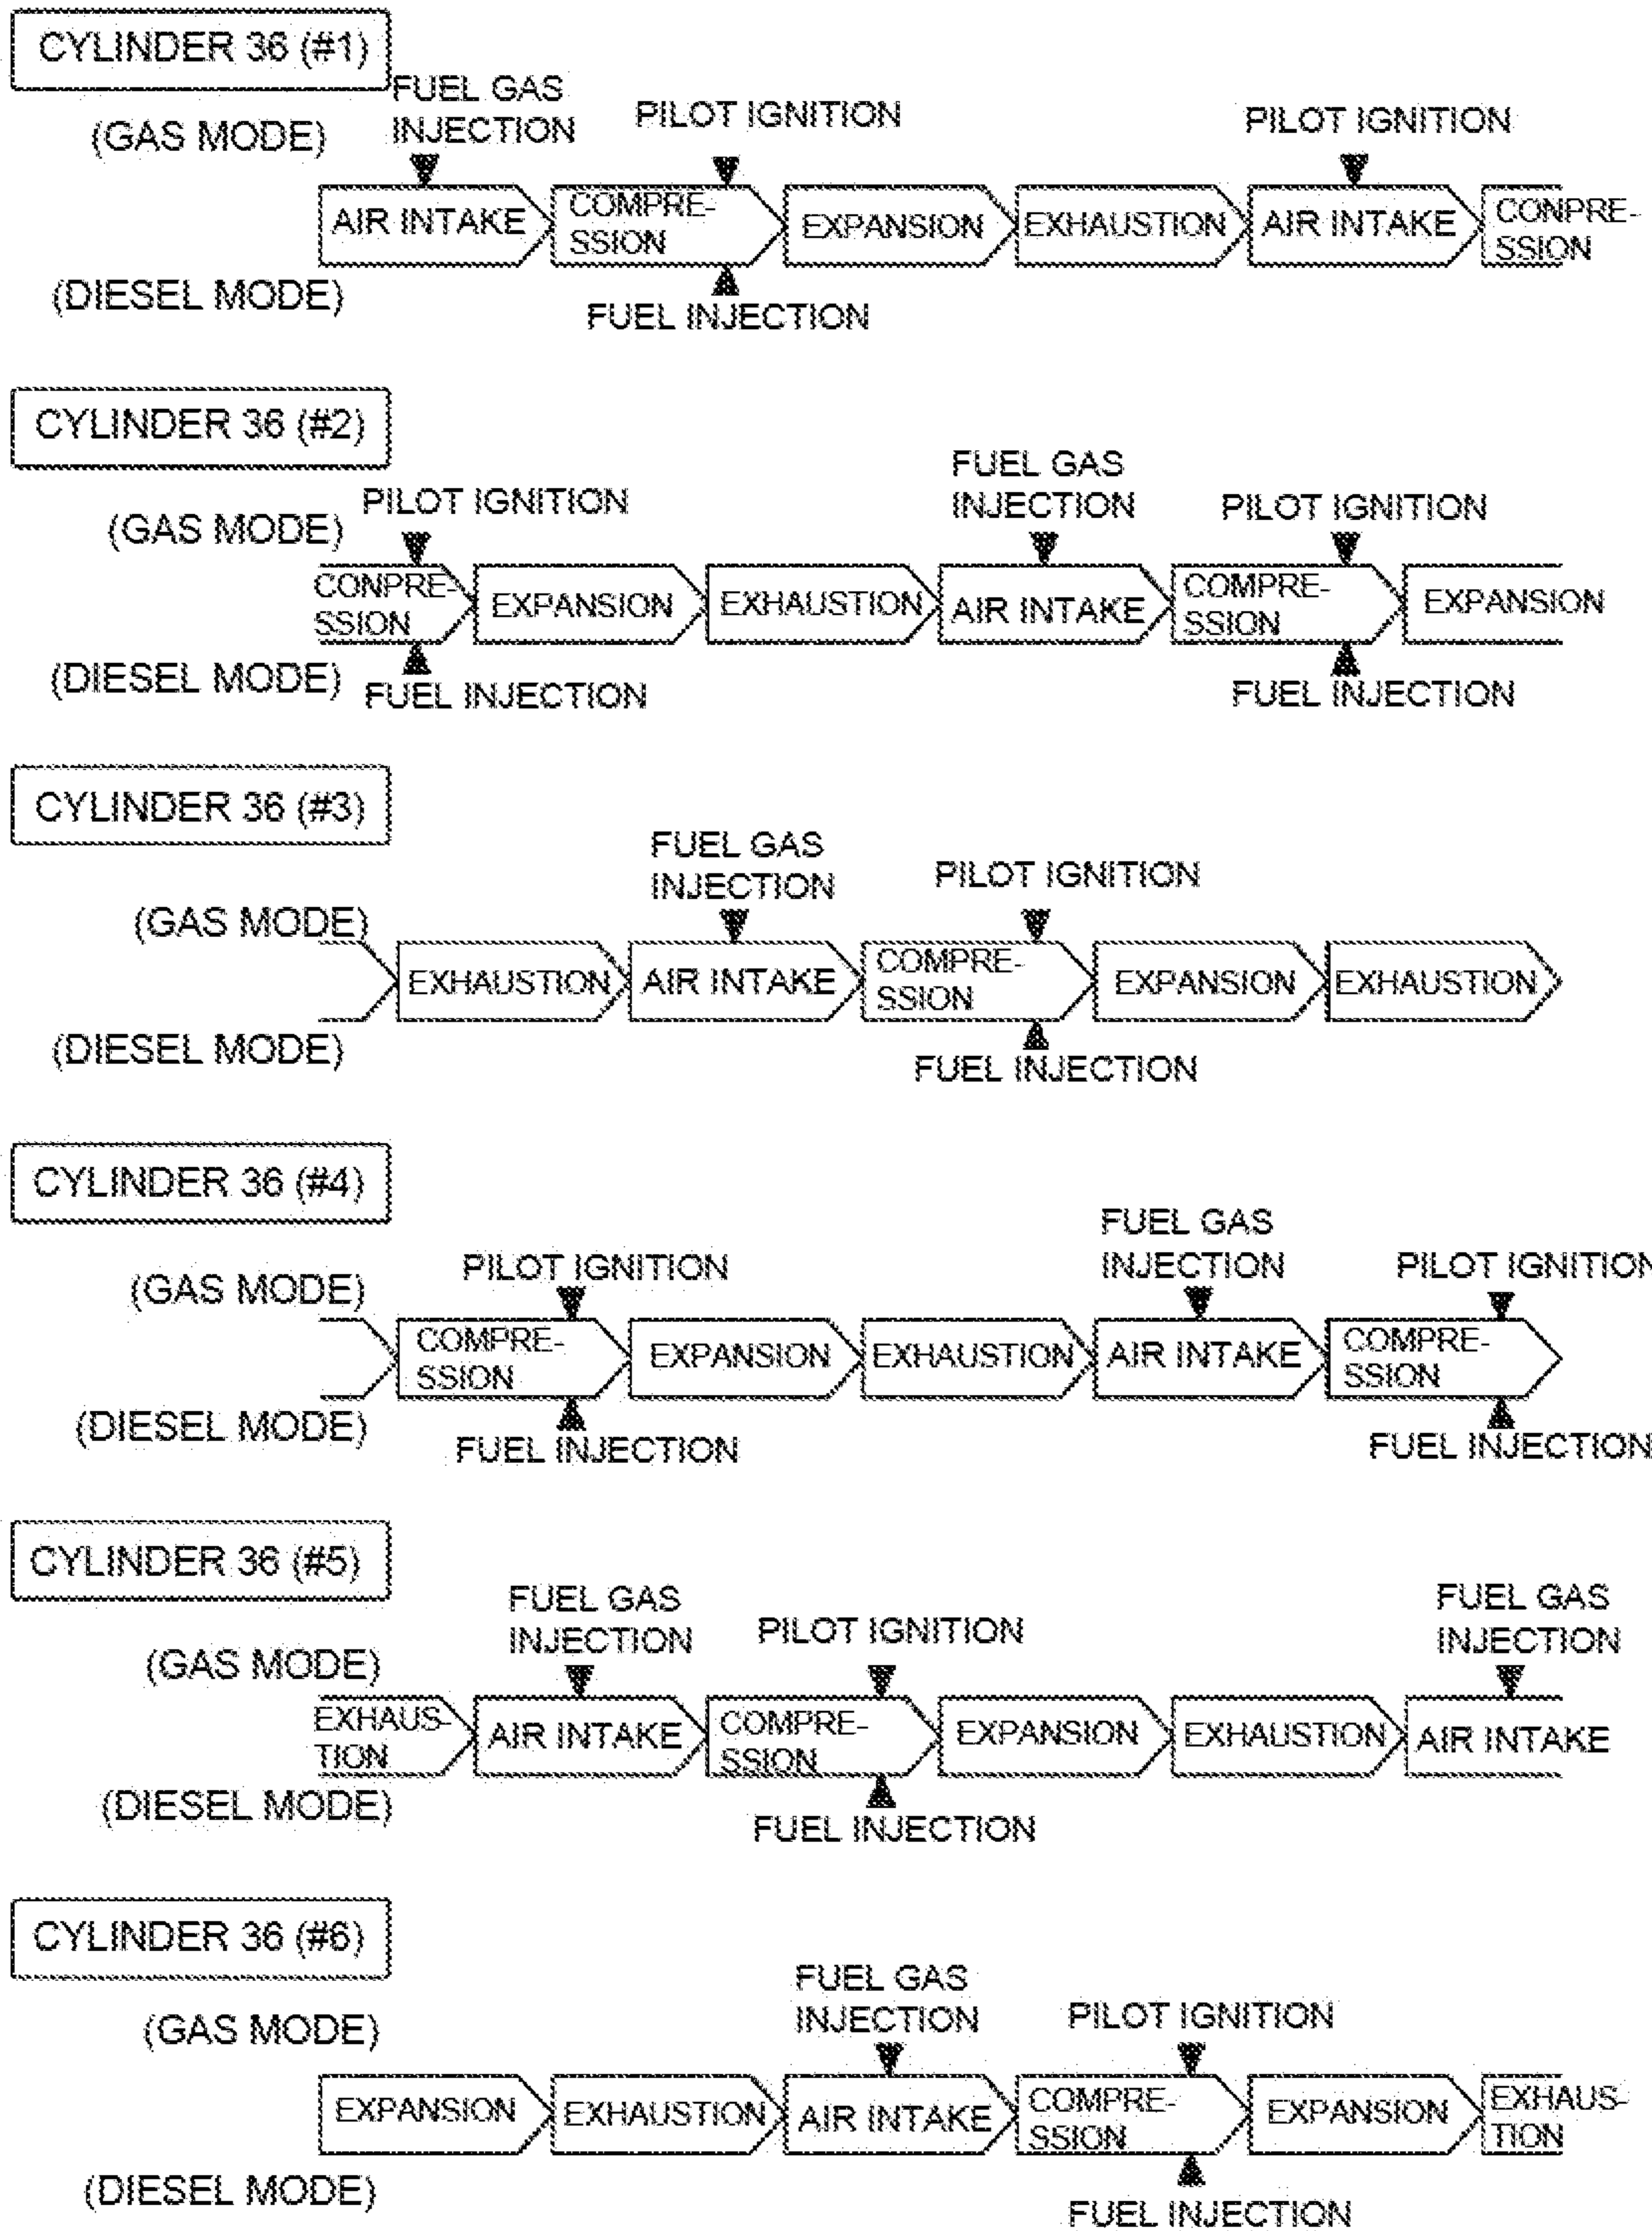 CYLINDER 36 (#1)
FUEL GAS
INJECTION
PILOT IGNITION
PILOT IGNITION
(GAS MODE)
AIR INTAKE
COMPRE-
SSION
EXPANSION
EXHAUSTION
AIR INTAKE
CONPRE-
SSION
(DIESEL MODE)
FUEL INJECTION
CYLINDER 36 (#2)
FUEL GAS
INJECTION
PILOT IGNITION
PILOT IGNITION
(GAS MODE)
CONPRE-
SSION
EXPANSION
EXHAUSTION
AIR INTAKE
COMPRE-
SSION
EXPANSION
(DIESEL MODE)
FUEL INJECTION
FUEL INJECTION
CYLINDER 36 (#3)
FUEL GAS
INJECTION
PILOT IGNITION
(GAS MODE)
EXHAUSTION
AIR INTAKE
COMPRE-
SSION
EXPANSION
EXHAUSTION
(DIESEL MODE)
FUEL INJECTION
CYLINDER 36 (#4)
FUEL GAS
INJECTION
PILOT IGNITION
PILOT IGNITION
(GAS MODE)
COMPRE-
SSION
EXPANSION
EXHAUSTION
AIR INTAKE
COMPRE-
SSION
(DIESEL MODE)
FUEL INJECTION
FUEL INJECTION
CYLINDER 36 (#5)
FUEL GAS
INJECTION
PILOT IGNITION
FUEL GAS
INJECTION
(GAS MODE)
EXHAUS-
TION
AIR INTAKE
COMPRE-
SSION
EXPANSION
EXHAUSTION
AIR INTAKE
(DIESEL MODE)
FUEL INJECTION
CYLINDER 36 (#6)
FUEL GAS
INJECTION
PILOT IGNITION
(GAS MODE)
EXPANSION
EXHAUSTION
AIR INTAKE
COMPRE-
SSION
EXPANSION
EXHAUS-
TION
(DIESEL MODE)
FUEL INJECTION